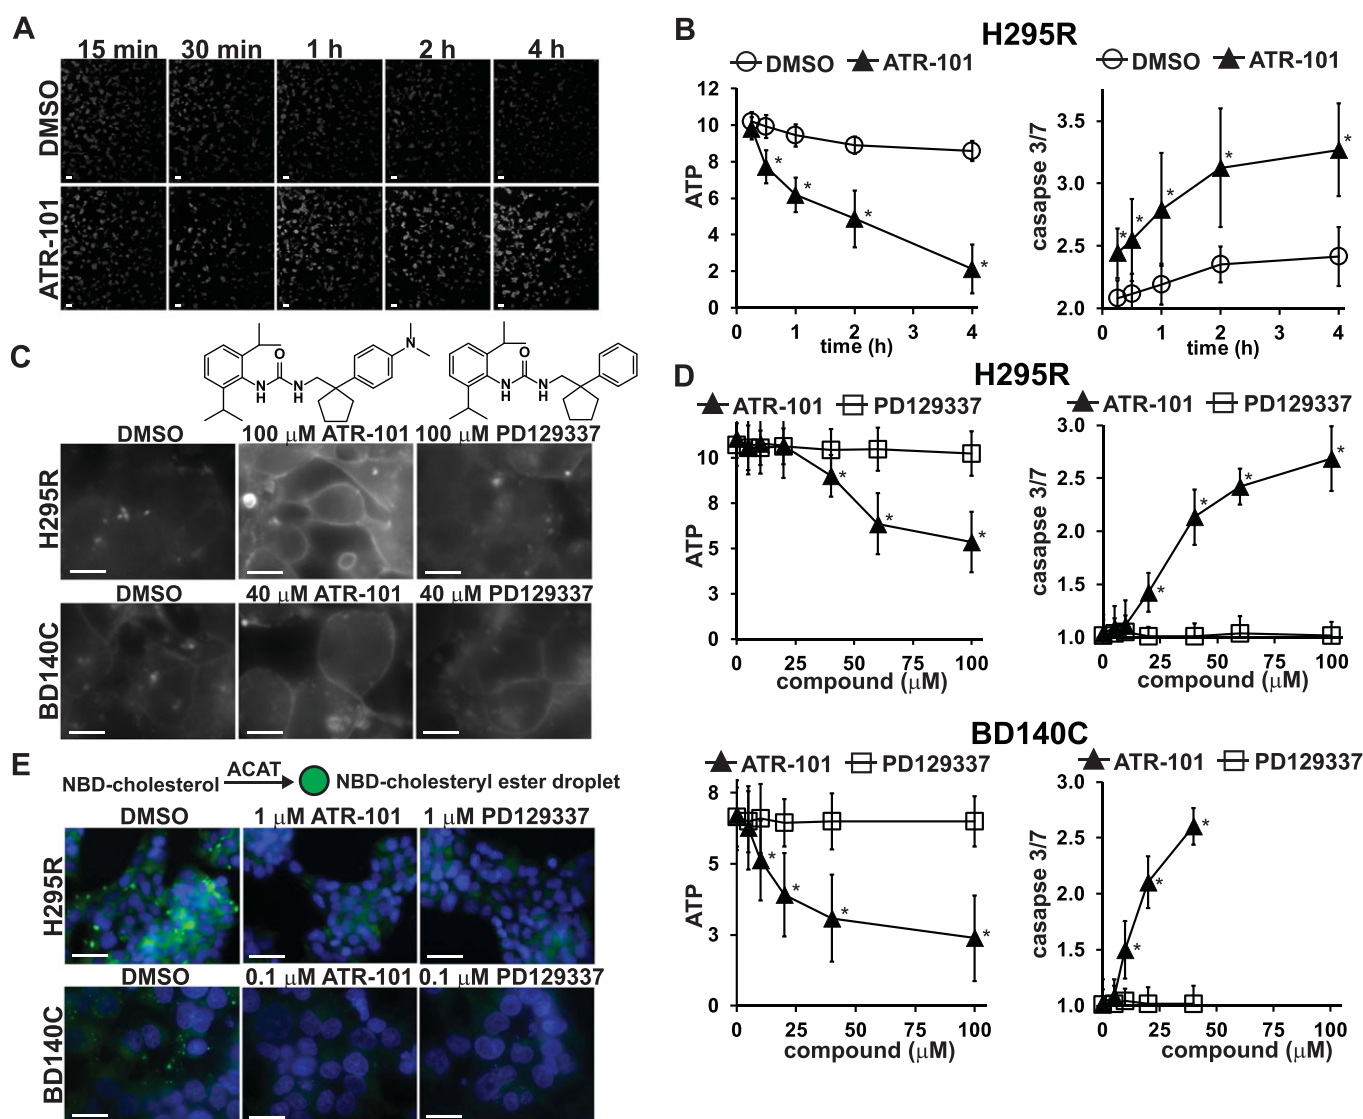 A
15 min 30 min 1 h 2 h 4 h
DMSO
ATR-101
B
H295R
DMSO ATR-101
ATP
12
10
8
6
4
2
0
0 1 2 3 4
time (h)
* * * *
DMSO ATR-101
casapse 3/7
3.5
3.0
2.5
2.0
0 1 2 3 4
time (h)
* * * * *
C
O
N
H
N
H
N
O
N
H
N
H
DMSO 100 μM ATR-101 100 μM PD129337
H295R
DMSO 40 μM ATR-101 40 μM PD129337
BD140C
D
H295R
ATR-101 PD129337
ATP
10
8
5
3
0
0 25 50 75 100
compound (μM)
* * *
ATR-101 PD129337
casapse 3/7
3.0
2.5
2.0
1.5
1.0
0 25 50 75 100
compound (μM)
* * * *
BD140C
ATR-101 PD129337
ATP
8
5
3
0
0 25 50 75 100
compound (μM)
* * * *
ATR-101 PD129337
casapse 3/7
3.0
2.5
2.0
1.5
1.0
0 25 50 75 100
compound (μM)
* * *
E
NBD-cholesterol ACAT NBD-cholesteryl ester droplet
DMSO 1 μM ATR-101 1 μM PD129337
H295R
DMSO 0.1 μM ATR-101 0.1 μM PD129337
BD140C